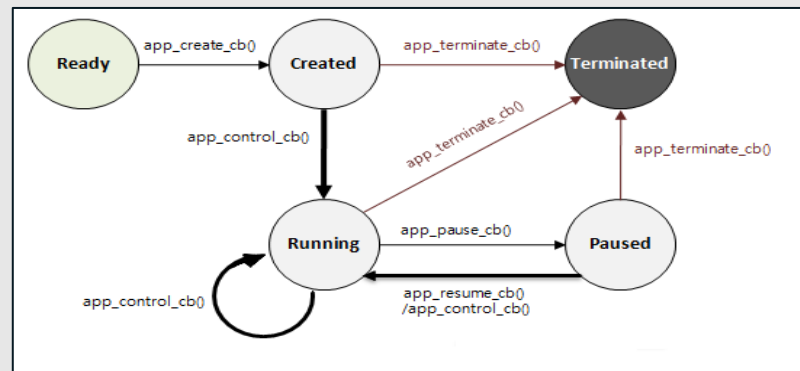 app_create_cb()
app_terminate_cb()
Ready
Created
Terminated
app_control_cb()
app_terminate_cb()
app_terminate_cb()
Running
app_pause_cb()
Paused
app_control_cb()
app_resume_cb()
/app_control_cb()